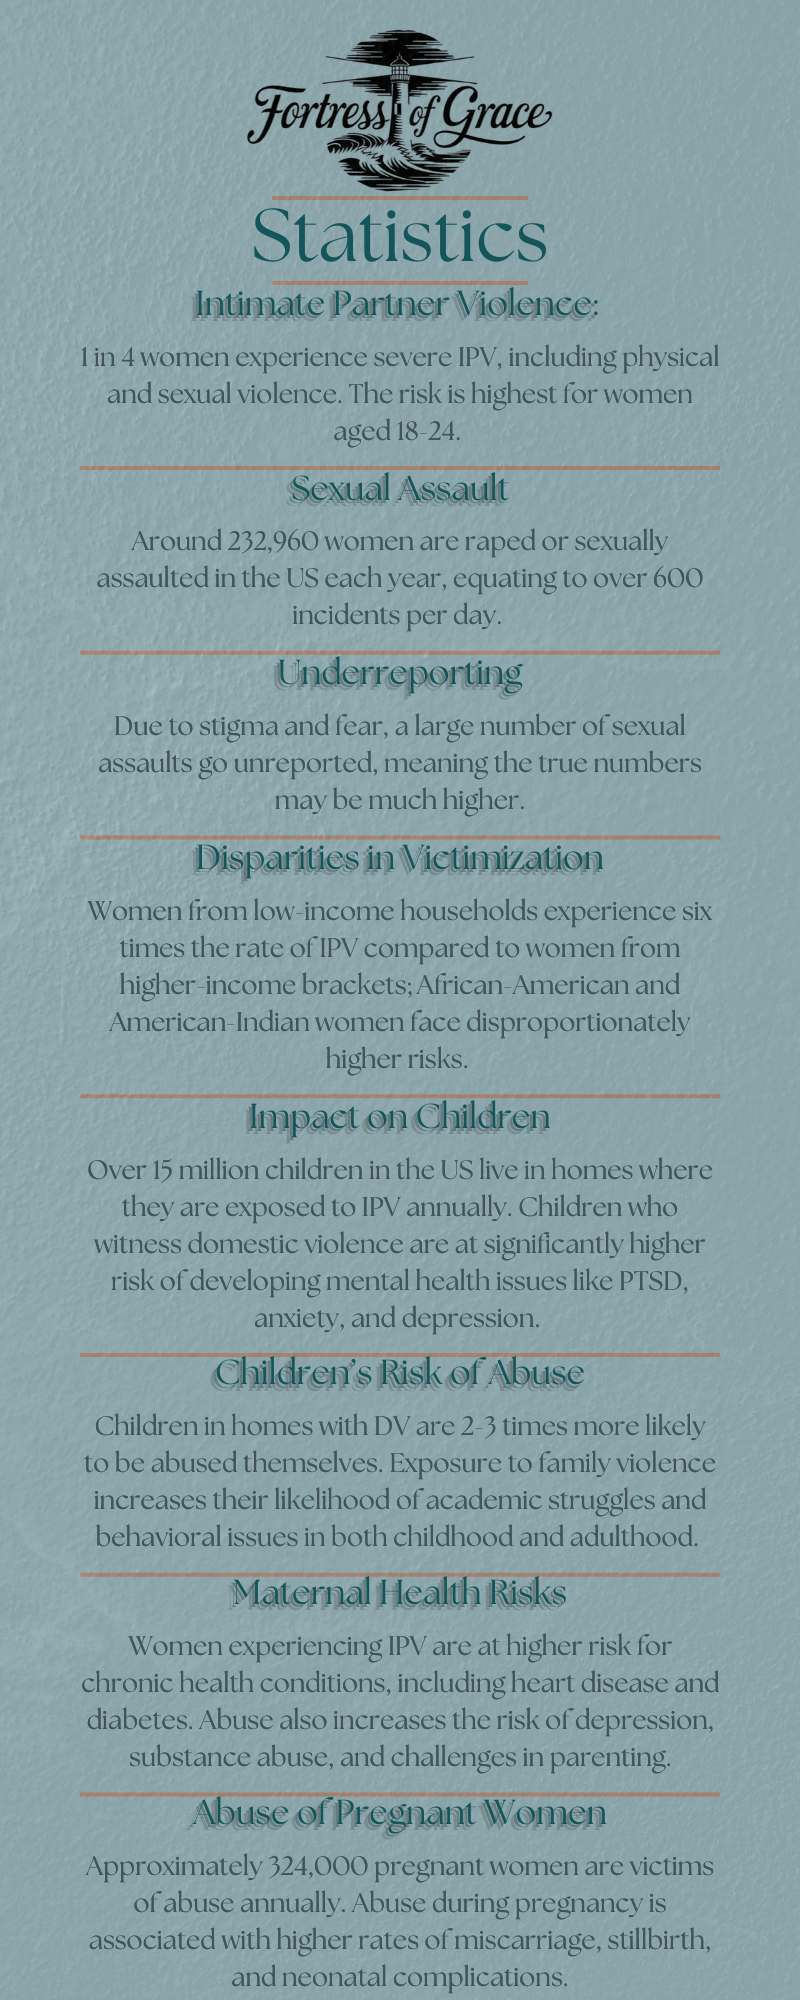 Fortress of Grace
Statistics
Intimate Partner Violence:
1 in 4 women experience severe IPV, including physical
and sexual violence. The risk is highest for women
aged 18-24.
Sexual Assault
Around 232,960 women are raped or sexually
assaulted in the US each year, equating to over 600
incidents per day.
Underreporting
Due to stigma and fear, a large number of sexual
assaults go unreported, meaning the true numbers
may be much higher.
Disparities in Victimization
Women from low-income households experience six
times the rate of IPV compared to women from
higher-income brackets; African-American and
American-Indian women face disproportionately
higher risks.
Impact on Children
Over 15 million children in the US live in homes where
they are exposed to IPV annually. Children who
witness domestic violence are at significantly higher
risk of developing mental health issues like PTSD,
anxiety, and depression.
Children's Risk of Abuse
Children in homes with DV are 2-3 times more likely
to be abused themselves. Exposure to family violence
increases their likelihood of academic struggles and
behavioral issues in both childhood and adulthood.
Maternal Health Risks
Women experiencing IPV are at higher risk for
chronic health conditions, including heart disease and
diabetes. Abuse also increases the risk of depression,
substance abuse, and challenges in parenting.
Abuse of Pregnant Women
Approximately 324,000 pregnant women are victims
of abuse annually. Abuse during pregnancy is
associated with higher rates of miscarriage, stillbirth,
and neonatal complications.